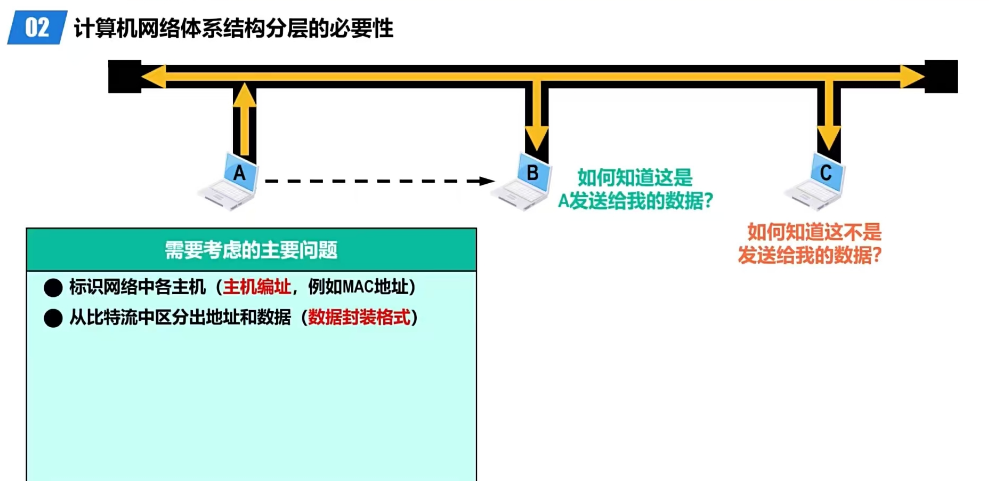 02 计算机网络体系结构分层的必要性
A
B
C
如何知道这是
A发送给我的数据?
如何知道这不是
发送给我的数据?
需要考虑的主要问题
● 标识网络中各主机（主机编址，例如MAC地址）
● 从比特流中区分出地址和数据（数据封装格式）